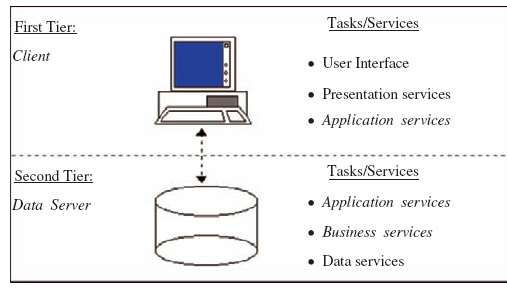 First Tier:
Client
Tasks/Services
• User Interface
• Presentation services
• Application services
Second Tier:
Data Server
Tasks/Services
• Application services
• Business services
• Data services